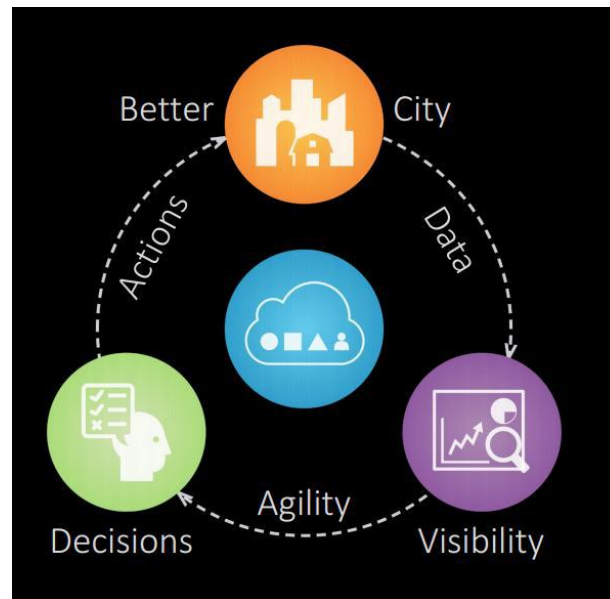 Better City
Actions
Data
Agility
Decisions
Visibility